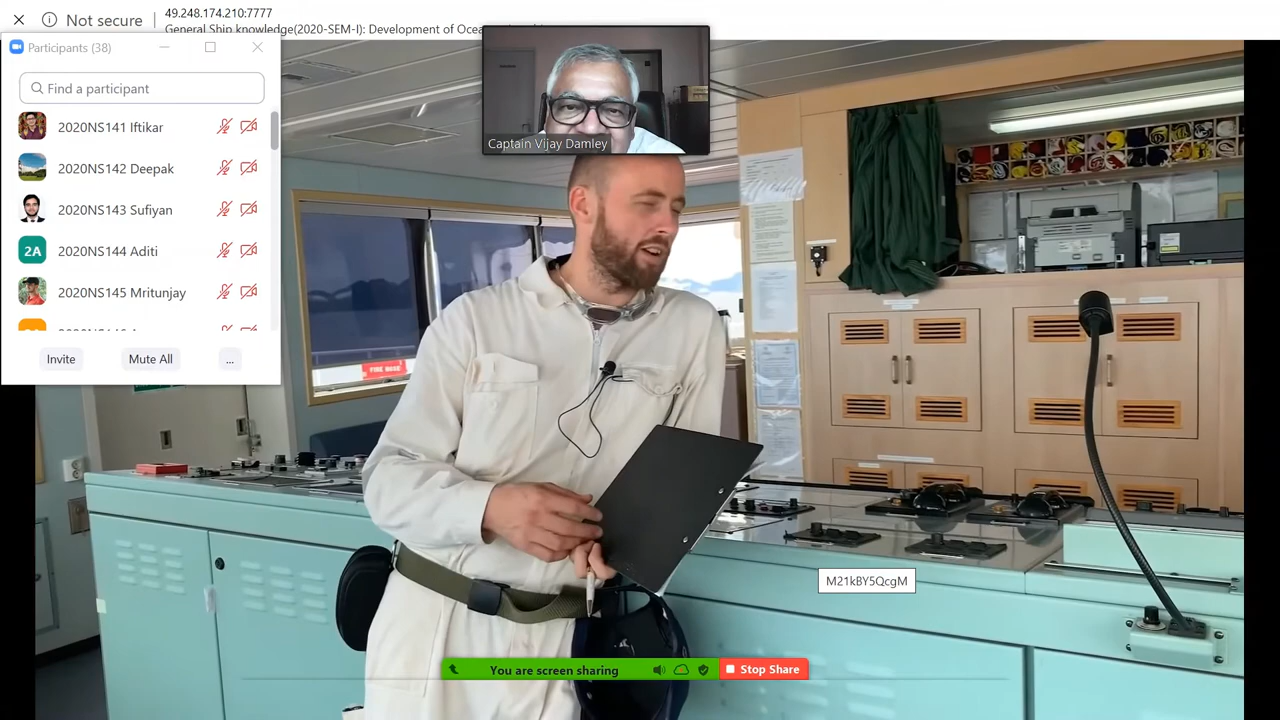 Not secure
49.248.174.210:7777
General Ship knowledge(2020-SEM-I): Development of Ocea
Participants (38)
Find a participant
2020NS141 Iftikar
2020NS142 Deepak
2020NS143 Sufiyan
2A
2020NS144 Aditi
2020NS145 Mritunjay
Invite
Mute All
...
Captain Vijay Damley
FIRE HOSE
M21kBY5QcgM
You are screen sharing
Stop Share